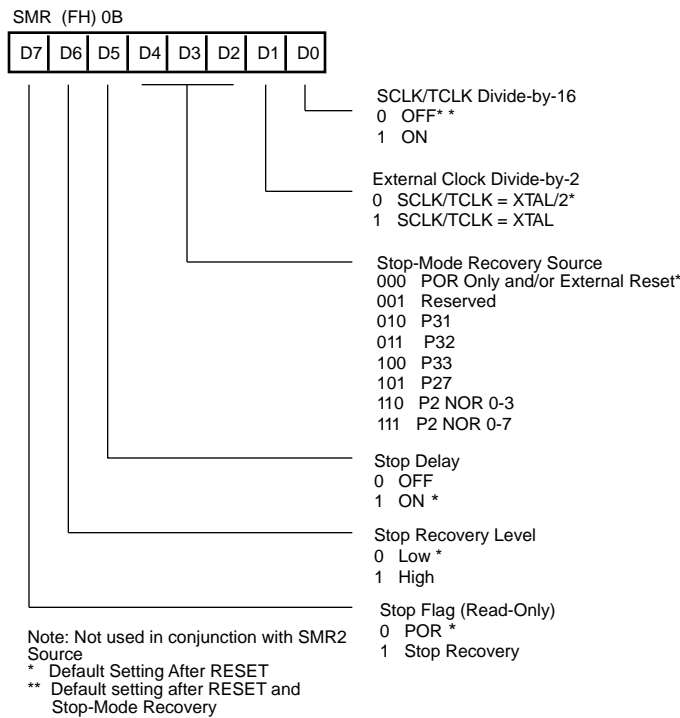 SMR (FH) 0B
D7 D6 D5 D4 D3 D2 D1 D0
SCLK/TCLK Divide-by-16
0 OFF* *
1 ON
External Clock Divide-by-2
0 SCLK/TCLK = XTAL/2*
1 SCLK/TCLK = XTAL
Stop-Mode Recovery Source
000 POR Only and/or External Reset*
001 Reserved
010 P31
011 P32
100 P33
101 P27
110 P2 NOR 0-3
111 P2 NOR 0-7
Stop Delay
0 OFF
1 ON *
Stop Recovery Level
0 Low *
1 High
Stop Flag (Read-Only)
0 POR *
1 Stop Recovery
Note: Not used in conjunction with SMR2
Source
* Default Setting After RESET
** Default setting after RESET and
Stop-Mode Recovery